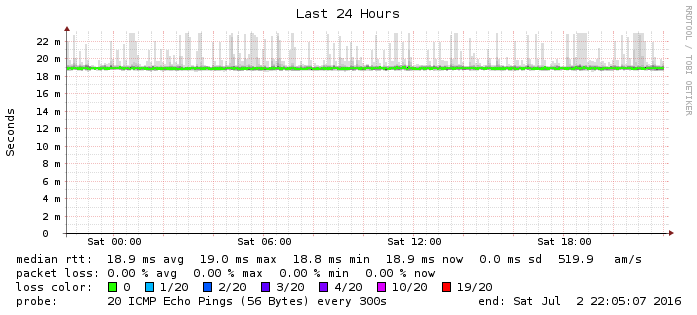 Last 24 Hours
RRDTOOL / TOBI OETIKER
Seconds
22 m
20 m
18 m
16 m
14 m
12 m
10 m
8 m
6 m
4 m
2 m
0
Sat 00:00 Sat 06:00 Sat 12:00 Sat 18:00
median rtt: 18.9 ms avg 19.0 ms max 18.8 ms min 18.9 ms now 0.0 ms sd 519.9 am/s
packet loss: 0.00 % avg 0.00 % max 0.00 % min 0.00 % now
loss color: 0 1/20 2/20 3/20 4/20 10/20 19/20
probe: 20 ICMP Echo Pings (56 Bytes) every 300s end: Sat Jul 2 22:05:07 2016